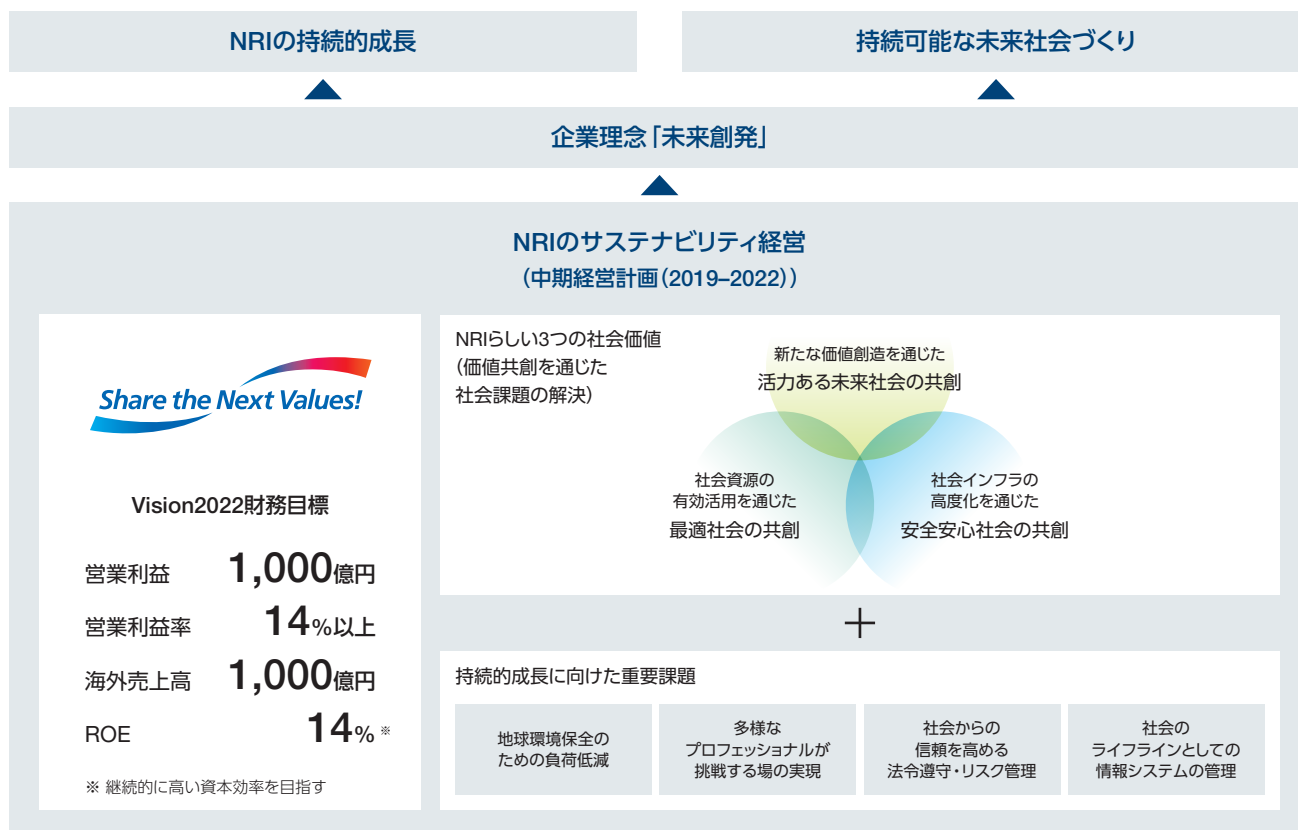 NRIの持続的成長
持続可能な未来社会づくり
企業理念「未来創発」
NRIのサステナビリティ経営
（中期経営計画（2019–2022））
Share the Next Values!
Vision2022財務目標
営業利益 1,000億円
営業利益率 14%以上
海外売上高 1,000億円
ROE 14% ※
※ 継続的に高い資本効率を目指す
NRIらしい3つの社会価値
（価値共創を通じた
社会課題の解決）
新たな価値創造を通じた
活力ある未来社会の共創
社会資源の
有効活用を通じた
最適社会の共創
社会インフラの
高度化を通じた
安全安心社会の共創
＋
持続的成長に向けた重要課題
地球環境保全の
ための負荷低減
多様な
プロフェッショナルが
挑戦する場の実現
社会からの
信頼を高める
法令遵守・リスク管理
社会の
ライフラインとしての
情報システムの管理